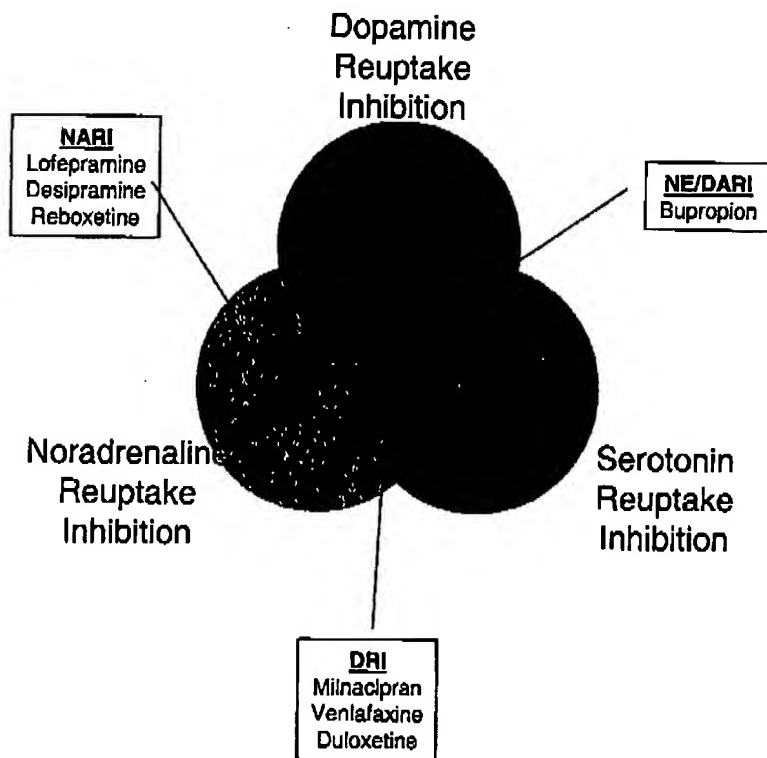 Dopamine
Reuptake
Inhibition
NARI
Lofepramine
Desipramine
Reboxetine
NE/DARI
Bupropion
Noradrenaline
Reuptake
Inhibition
Serotonin
Reuptake
Inhibition
DRI
Milnacipran
Venlafaxine
Duloxetine